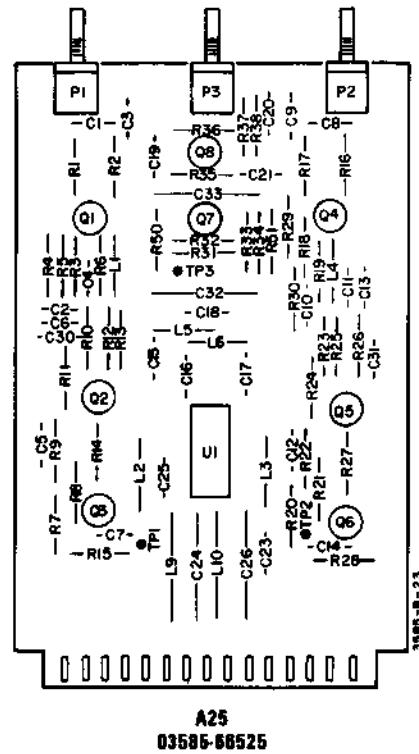 P1 P3 P2
C1 C3 R36 R37 R38 C20 C9 C8
R1 R2 C19 Q8 R17 R16
R35 C21
C33
Q1 Q7 Q4
R50 R32 R33 R34 R51 R29 R18
R31
R4 R5 R3 C4 R6 L1 TP3 R19 L4 C11 C13
C32 R30 C10
C2
C6 C18
C30 R10 R12 R13 L5 L6
R11 C15 C16 C17 R24 R23 R25 R26 C31
Q2 Q5
C5 R9 R14 U1 C12 R22 R27
R8 L2 C25 L3 R21
R7 Q3 R20 TP2 Q6
C7 TP1
R15 L9 C24 L10 C26 C23 C14
R28
A25
03585-66525